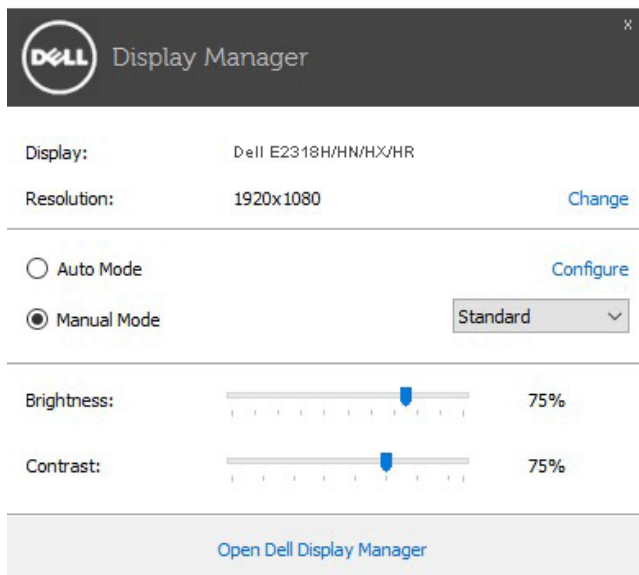 DELL Display Manager x
Display: Dell E2318H/HN/HX/HR
Resolution: 1920x1080 Change
Auto Mode Configure
Manual Mode Standard
Brightness: 75%
Contrast: 75%
Open Dell Display Manager